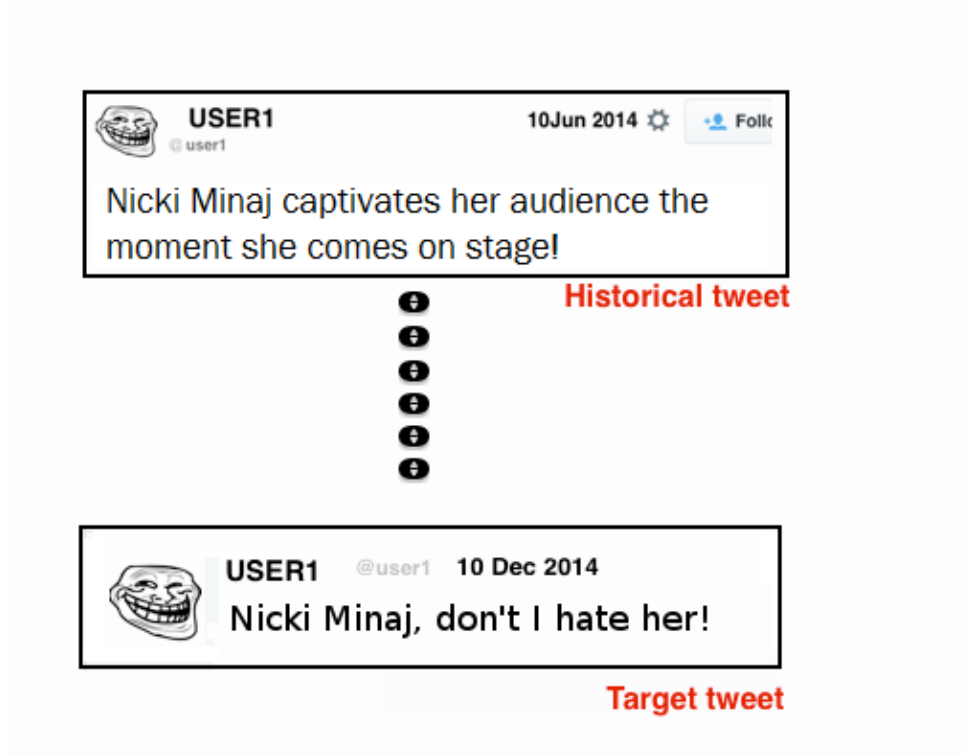 USER1 10Jun 2014 Follo
@user1
Nicki Minaj captivates her audience the
moment she comes on stage!
Historical tweet
USER1 @user1 10 Dec 2014
Nicki Minaj, don't I hate her!
Target tweet